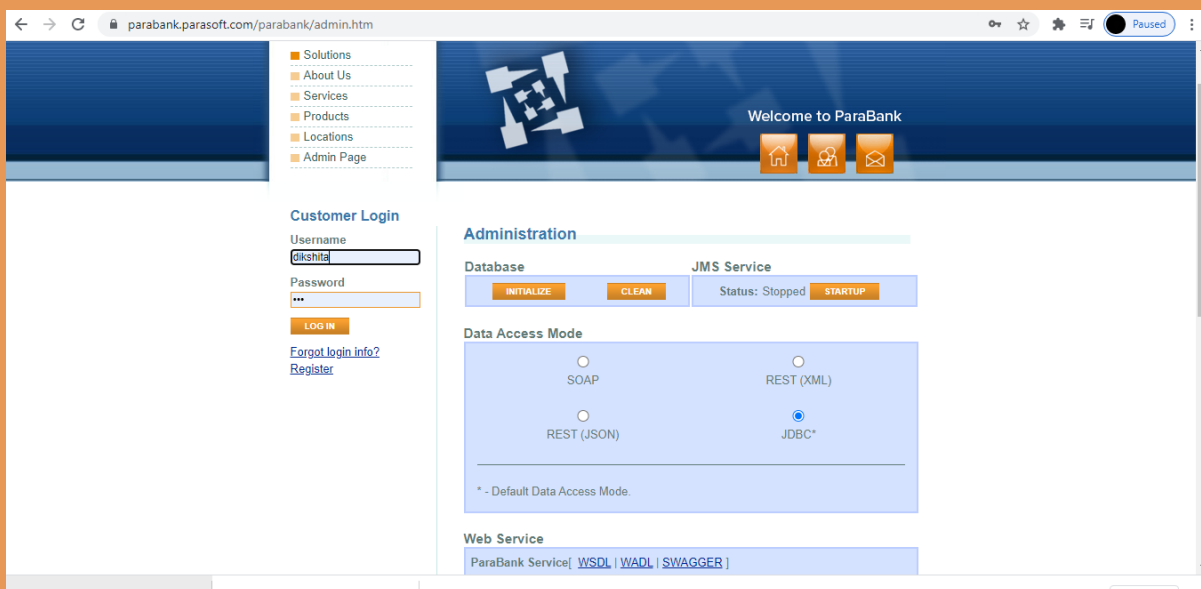 parabank.parasoft.com/parabank/admin.htm
Paused
Solutions
About Us
Services
Products
Locations
Admin Page
Welcome to ParaBank
Customer Login
Username
dikshita
Password
•••
LOG IN
Forgot login info?
Register
Administration
Database JMS Service
INITIALIZE CLEAN Status: Stopped STARTUP
Data Access Mode
SOAP REST (XML)
REST (JSON) JDBC*
* - Default Data Access Mode.
Web Service
ParaBank Service[ WSDL | WADL | SWAGGER ]